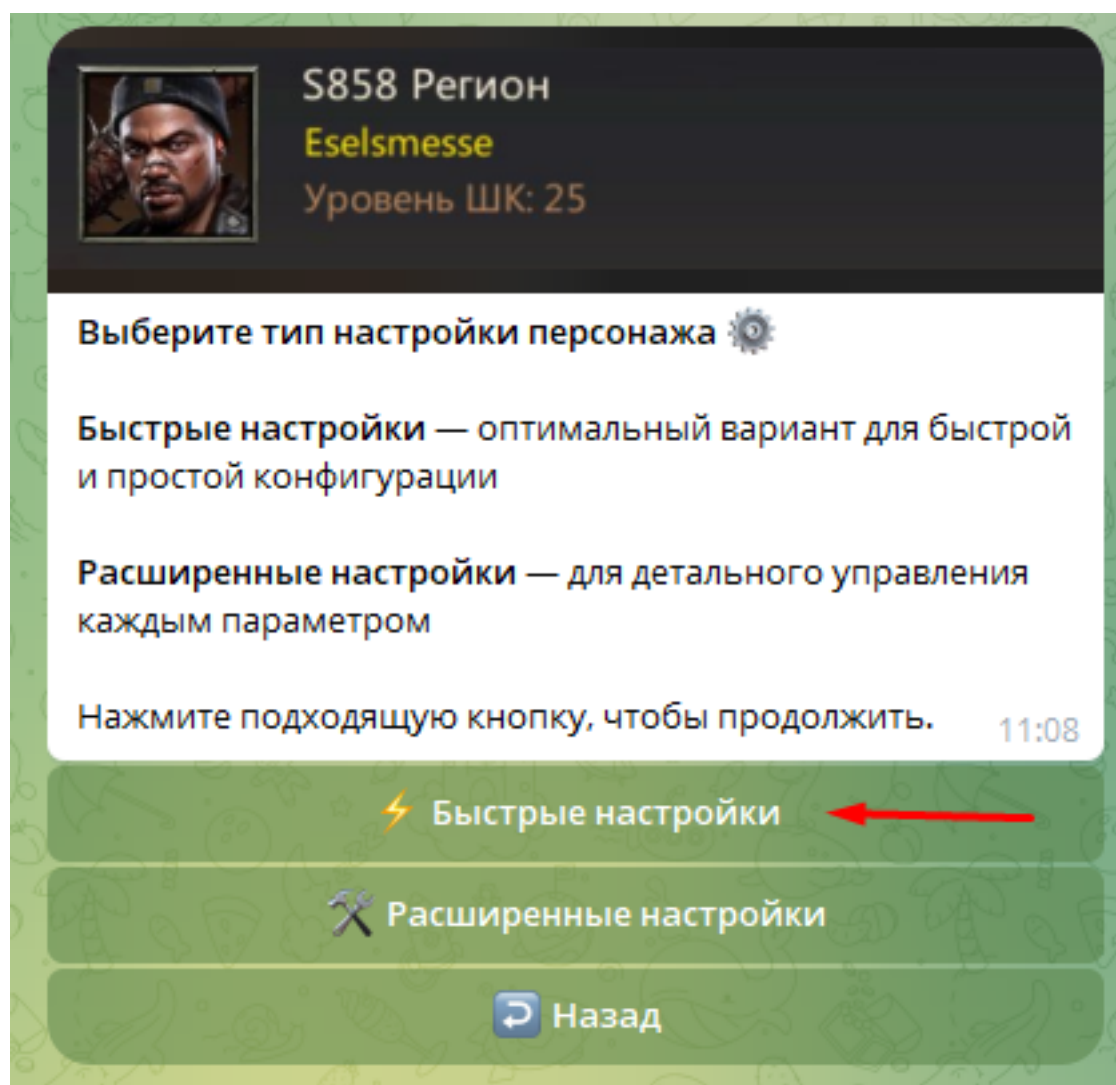 S858 Регион
Eselsmesse
Уровень ШК: 25
Выберите тип настройки персонажа
Быстрые настройки — оптимальный вариант для быстрой
и простой конфигурации
Расширенные настройки — для детального управления
каждым параметром
Нажмите подходящую кнопку, чтобы продолжить.
11:08
Быстрые настройки
Расширенные настройки
Назад